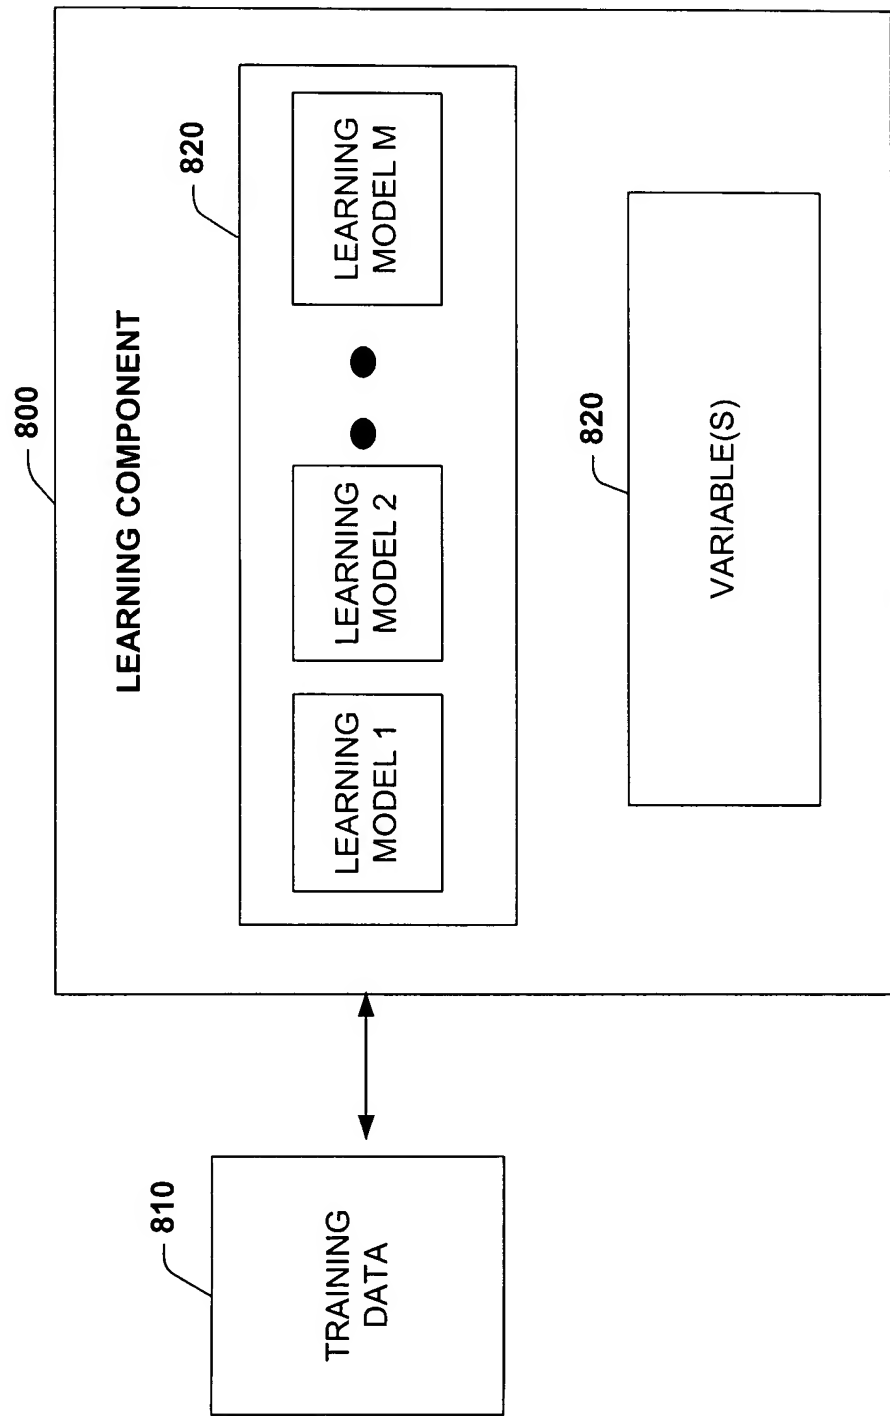 800
LEARNING COMPONENT
820
LEARNING
MODEL 1
LEARNING
MODEL 2
LEARNING
MODEL M
820
VARIABLE(S)
810
TRAINING
DATA